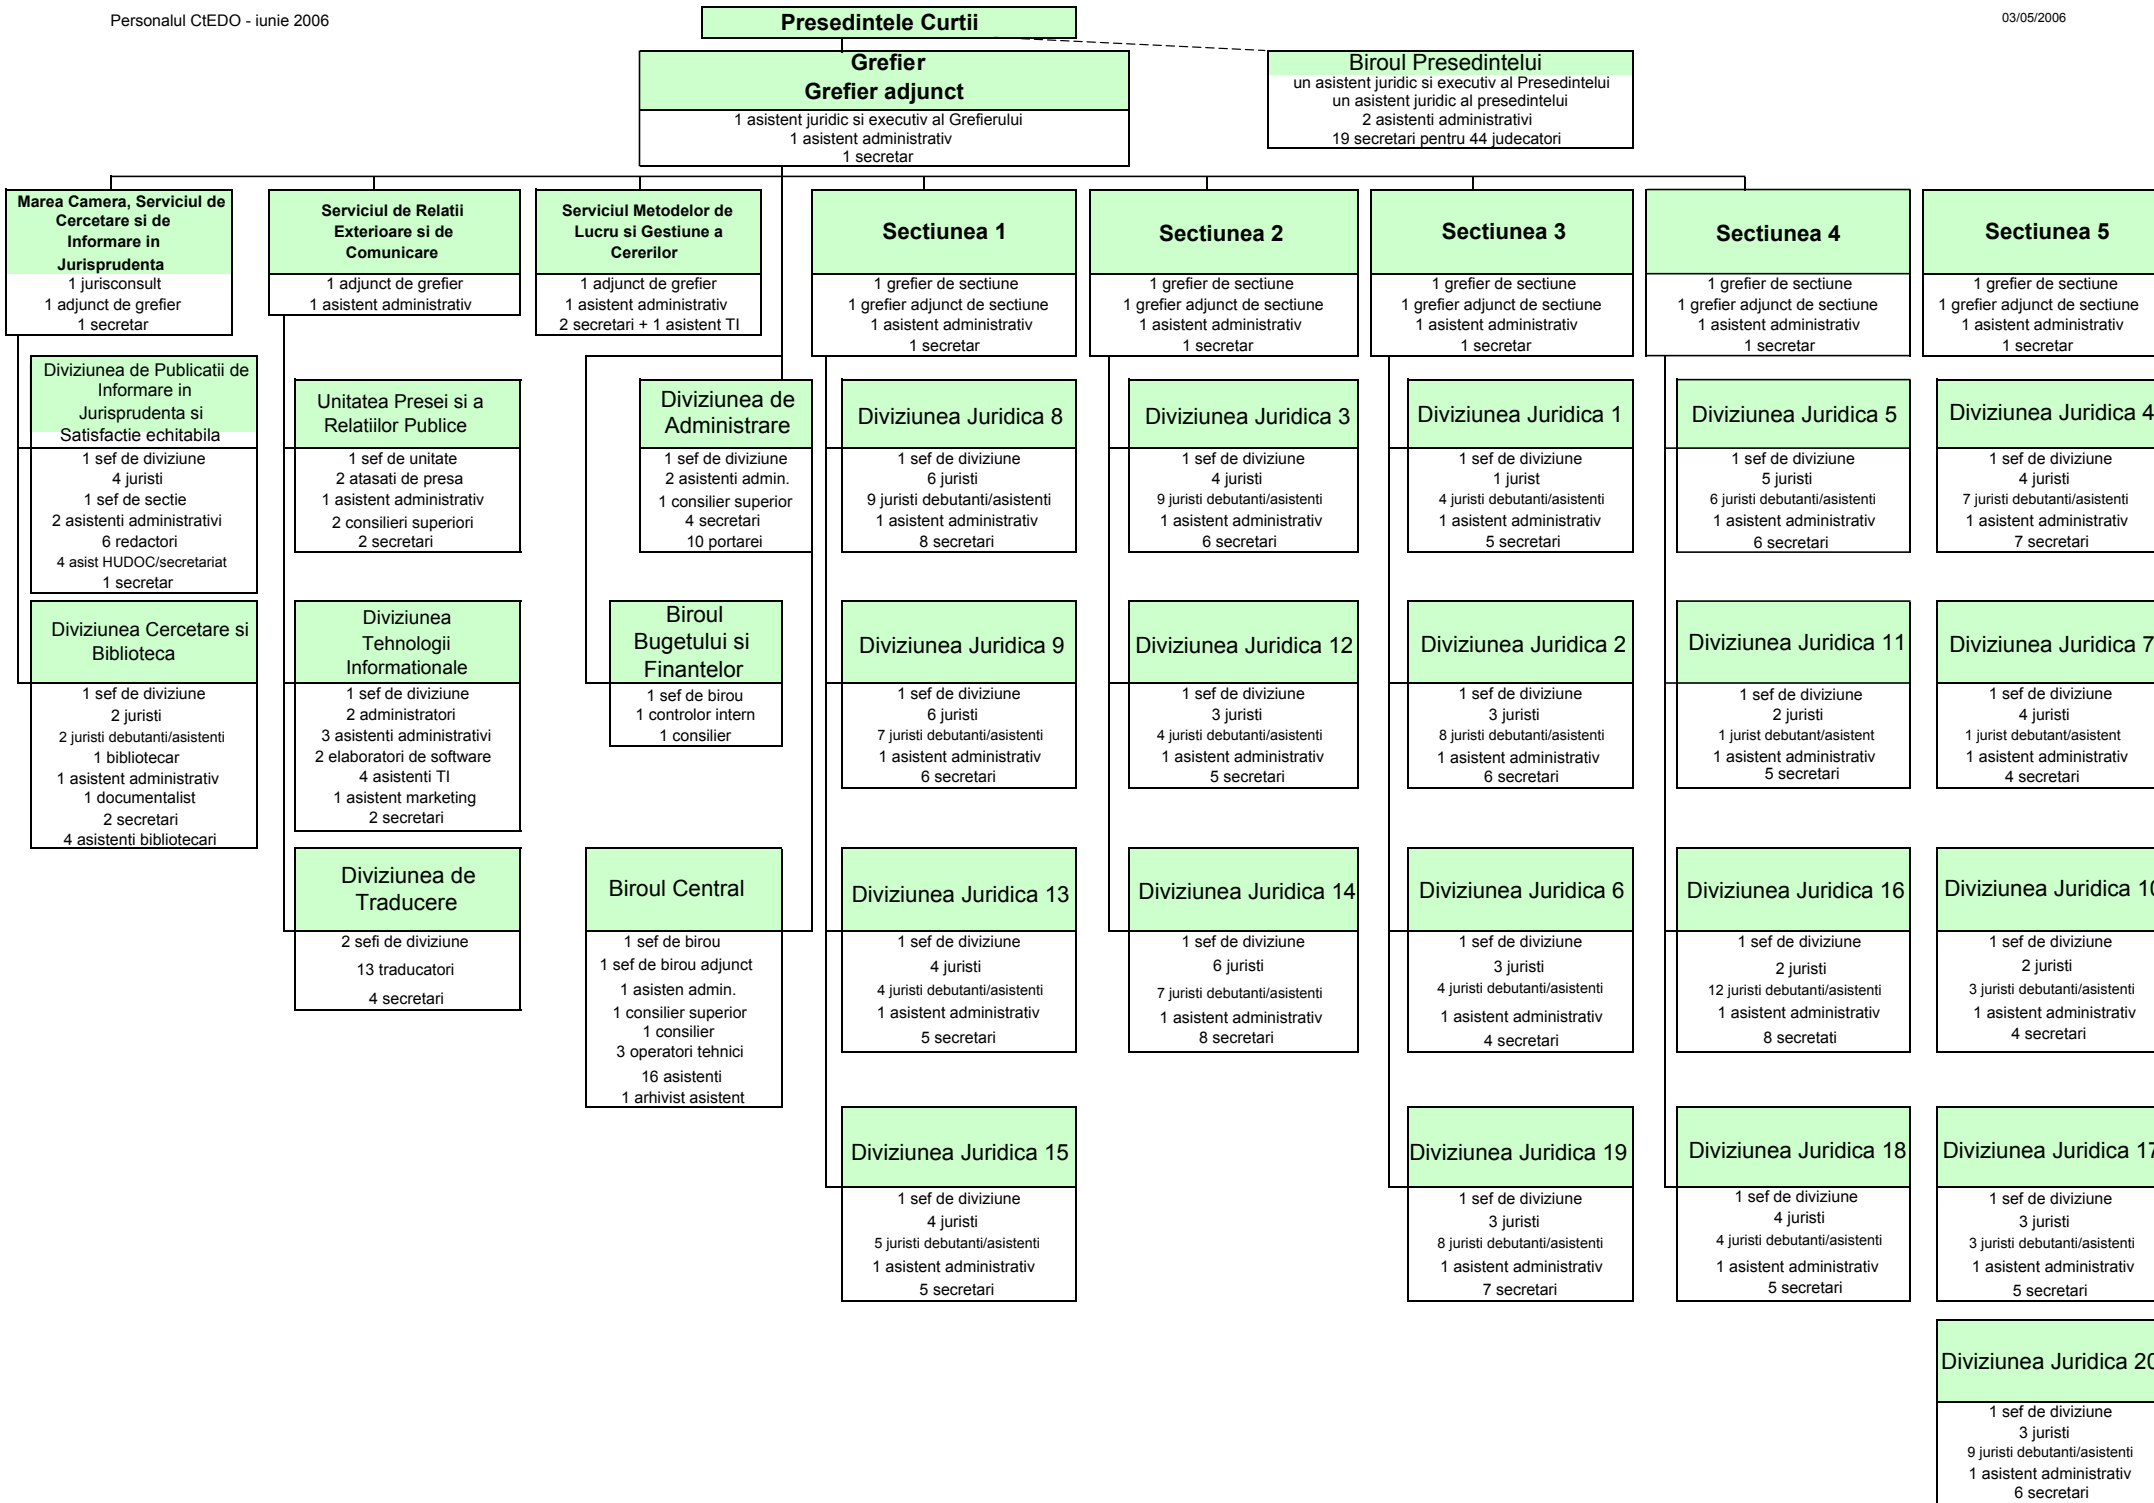 Personalul CtEDO - iunie 2006
03/05/2006
Presedintele Curtii
Grefier
Grefier adjunct
1 asistent juridic si executiv al Grefierului
1 asistent administrativ
1 secretar
Biroul Presedintelui
un asistent juridic si executiv al Presedintelui
un asistent juridic al presedintelui
2 asistenti administrativi
19 secretari pentru 44 judecatori
Marea Camera, Serviciul de
Cercetare si de
Informare in
Jurisprudenta
1 jurisconsult
1 adjunct de grefier
1 secretar
Diviziunea de Publicatii de
Informare in
Jurisprudenta si
Satisfactie echitabila
1 sef de diviziune
4 juristi
1 sef de sectie
2 asistenti administrativi
6 redactori
4 asist HUDOC/secretariat
1 secretar
Diviziunea Cercetare si
Biblioteca
1 sef de diviziune
2 juristi
2 juristi debutanti/asistenti
1 bibliotecar
1 asistent administrativ
1 documentalist
2 secretari
4 asistenti bibliotecari
Serviciul de Relatii
Exterioare si de
Comunicare
1 adjunct de grefier
1 asistent administrativ
Unitatea Presei si a
Relatiilor Publice
1 sef de unitate
2 atasati de presa
1 asistent administrativ
2 consilieri superiori
2 secretari
Diviziunea
Tehnologii
Informationale
1 sef de diviziune
2 administratori
3 asistenti administrativi
2 elaboratori de software
4 asistenti TI
1 asistent marketing
2 secretari
Diviziunea de
Traducere
2 sefi de diviziune
13 traducatori
4 secretari
Serviciul Metodelor de
Lucru si Gestiune a
Cererilor
1 adjunct de grefier
1 asistent administrativ
2 secretari + 1 asistent TI
Diviziunea de
Administrare
1 sef de diviziune
2 asistenti admin.
1 consilier superior
4 secretari
10 portarei
Biroul
Bugetului si
Finantelor
1 sef de birou
1 controlor intern
1 consilier
Biroul Central
1 sef de birou
1 sef de birou adjunct
1 asisten admin.
1 consilier superior
1 consilier
3 operatori tehnici
16 asistenti
1 arhivist asistent
Sectiunea 1
1 grefier de sectiune
1 grefier adjunct de sectiune
1 asistent administrativ
1 secretar
Diviziunea Juridica 8
1 sef de diviziune
6 juristi
9 juristi debutanti/asistenti
1 asistent administrativ
8 secretari
Diviziunea Juridica 9
1 sef de diviziune
6 juristi
7 juristi debutanti/asistenti
1 asistent administrativ
6 secretari
Diviziunea Juridica 13
1 sef de diviziune
4 juristi
4 juristi debutanti/asistenti
1 asistent administrativ
5 secretari
Diviziunea Juridica 15
1 sef de diviziune
4 juristi
5 juristi debutanti/asistenti
1 asistent administrativ
5 secretari
Sectiunea 2
1 grefier de sectiune
1 grefier adjunct de sectiune
1 asistent administrativ
1 secretar
Diviziunea Juridica 3
1 sef de diviziune
4 juristi
9 juristi debutanti/asistenti
1 asistent administrativ
6 secretari
Diviziunea Juridica 12
1 sef de diviziune
3 juristi
4 juristi debutanti/asistenti
1 asistent administrativ
5 secretari
Diviziunea Juridica 14
1 sef de diviziune
6 juristi
7 juristi debutanti/asistenti
1 asistent administrativ
8 secretari
Sectiunea 3
1 grefier de sectiune
1 grefier adjunct de sectiune
1 asistent administrativ
1 secretar
Diviziunea Juridica 1
1 sef de diviziune
1 jurist
4 juristi debutanti/asistenti
1 asistent administrativ
5 secretari
Diviziunea Juridica 2
1 sef de diviziune
3 juristi
8 juristi debutanti/asistenti
1 asistent administrativ
6 secretari
Diviziunea Juridica 6
1 sef de diviziune
3 juristi
4 juristi debutanti/asistenti
1 asistent administrativ
4 secretari
Diviziunea Juridica 19
1 sef de diviziune
3 juristi
8 juristi debutanti/asistenti
1 asistent administrativ
7 secretari
Sectiunea 4
1 grefier de sectiune
1 grefier adjunct de sectiune
1 asistent administrativ
1 secretar
Diviziunea Juridica 5
1 sef de diviziune
5 juristi
6 juristi debutanti/asistenti
1 asistent administrativ
6 secretari
Diviziunea Juridica 11
1 sef de diviziune
2 juristi
1 jurist debutant/asistent
1 asistent administrativ
5 secretari
Diviziunea Juridica 16
1 sef de diviziune
2 juristi
12 juristi debutanti/asistenti
1 asistent administrativ
8 secretati
Diviziunea Juridica 18
1 sef de diviziune
4 juristi
4 juristi debutanti/asistenti
1 asistent administrativ
5 secretari
Sectiunea 5
1 grefier de sectiune
1 grefier adjunct de sectiune
1 asistent administrativ
1 secretar
Diviziunea Juridica 4
1 sef de diviziune
4 juristi
7 juristi debutanti/asistenti
1 asistent administrativ
7 secretari
Diviziunea Juridica 7
1 sef de diviziune
4 juristi
1 jurist debutant/asistent
1 asistent administrativ
4 secretari
Diviziunea Juridica 10
1 sef de diviziune
2 juristi
3 juristi debutanti/asistenti
1 asistent administrativ
4 secretari
Diviziunea Juridica 17
1 sef de diviziune
3 juristi
3 juristi debutanti/asistenti
1 asistent administrativ
5 secretari
Diviziunea Juridica 20
1 sef de diviziune
3 juristi
9 juristi debutanti/asistenti
1 asistent administrativ
6 secretari